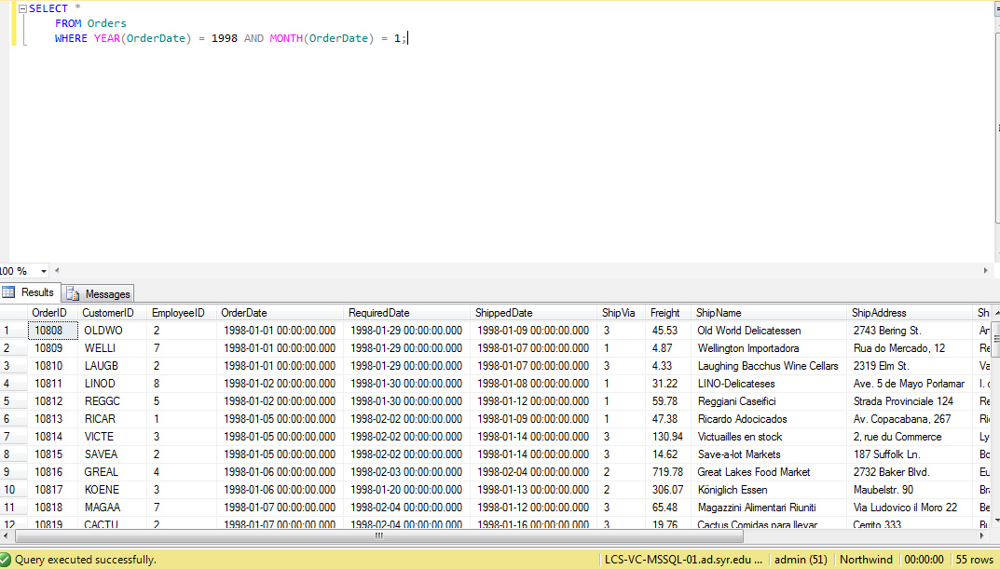 SELECT *
FROM Orders
WHERE YEAR(OrderDate) = 1998 AND MONTH(OrderDate) = 1;
100 %
Results Messages
OrderID CustomerID EmployeeID OrderDate RequiredDate ShippedDate ShipVia Freight ShipName ShipAddress Sh
1 10808 OLDWO 2 1998-01-01 00:00:00.000 1998-01-29 00:00:00.000 1998-01-09 00:00:00.000 3 45.53 Old World Delicatessen 2743 Bering St. Ar
2 10809 WELLI 7 1998-01-01 00:00:00.000 1998-01-29 00:00:00.000 1998-01-07 00:00:00.000 1 4.87 Wellington Importadora Rua do Mercado, 12 Re
3 10810 LAUGB 2 1998-01-01 00:00:00.000 1998-01-29 00:00:00.000 1998-01-07 00:00:00.000 3 4.33 Laughing Bacchus Wine Cellars 2319 Elm St. Va
4 10811 LINOD 8 1998-01-02 00:00:00.000 1998-01-30 00:00:00.000 1998-01-08 00:00:00.000 1 31.22 LINO-Delicateses Ave. 5 de Mayo Porlamar I. c
5 10812 REGGC 5 1998-01-02 00:00:00.000 1998-01-30 00:00:00.000 1998-01-12 00:00:00.000 1 59.78 Reggiani Caseifici Strada Provinciale 124 Re
6 10813 RICAR 1 1998-01-05 00:00:00.000 1998-02-02 00:00:00.000 1998-01-09 00:00:00.000 1 47.38 Ricardo Adocicados Av. Copacabana, 267 Ri
7 10814 VICTE 3 1998-01-05 00:00:00.000 1998-02-02 00:00:00.000 1998-01-14 00:00:00.000 3 130.94 Victuailles en stock 2, rue du Commerce Ly
8 10815 SAVEA 2 1998-01-05 00:00:00.000 1998-02-02 00:00:00.000 1998-01-14 00:00:00.000 3 14.62 Save-a-lot Markets 187 Suffolk Ln. Bo
9 10816 GREAL 4 1998-01-06 00:00:00.000 1998-02-03 00:00:00.000 1998-02-04 00:00:00.000 2 719.78 Great Lakes Food Market 2732 Baker Blvd. Eu
10 10817 KOENE 3 1998-01-06 00:00:00.000 1998-01-20 00:00:00.000 1998-01-13 00:00:00.000 2 306.07 Königlich Essen Maubelstr. 90 Bra
11 10818 MAGAA 7 1998-01-07 00:00:00.000 1998-02-04 00:00:00.000 1998-01-12 00:00:00.000 3 65.48 Magazzini Alimentari Riuniti Via Ludovico il Moro 22 Be
12 10819 CACTU 2 1998-01-07 00:00:00.000 1998-02-04 00:00:00.000 1998-01-16 00:00:00.000 3 19.76 Cactus Comidas para llevar Cerrito 333 Bu
Query executed successfully. LCS-VC-MSSQL-01.ad.syr.edu ... admin (51) Northwind 00:00:00 55 rows